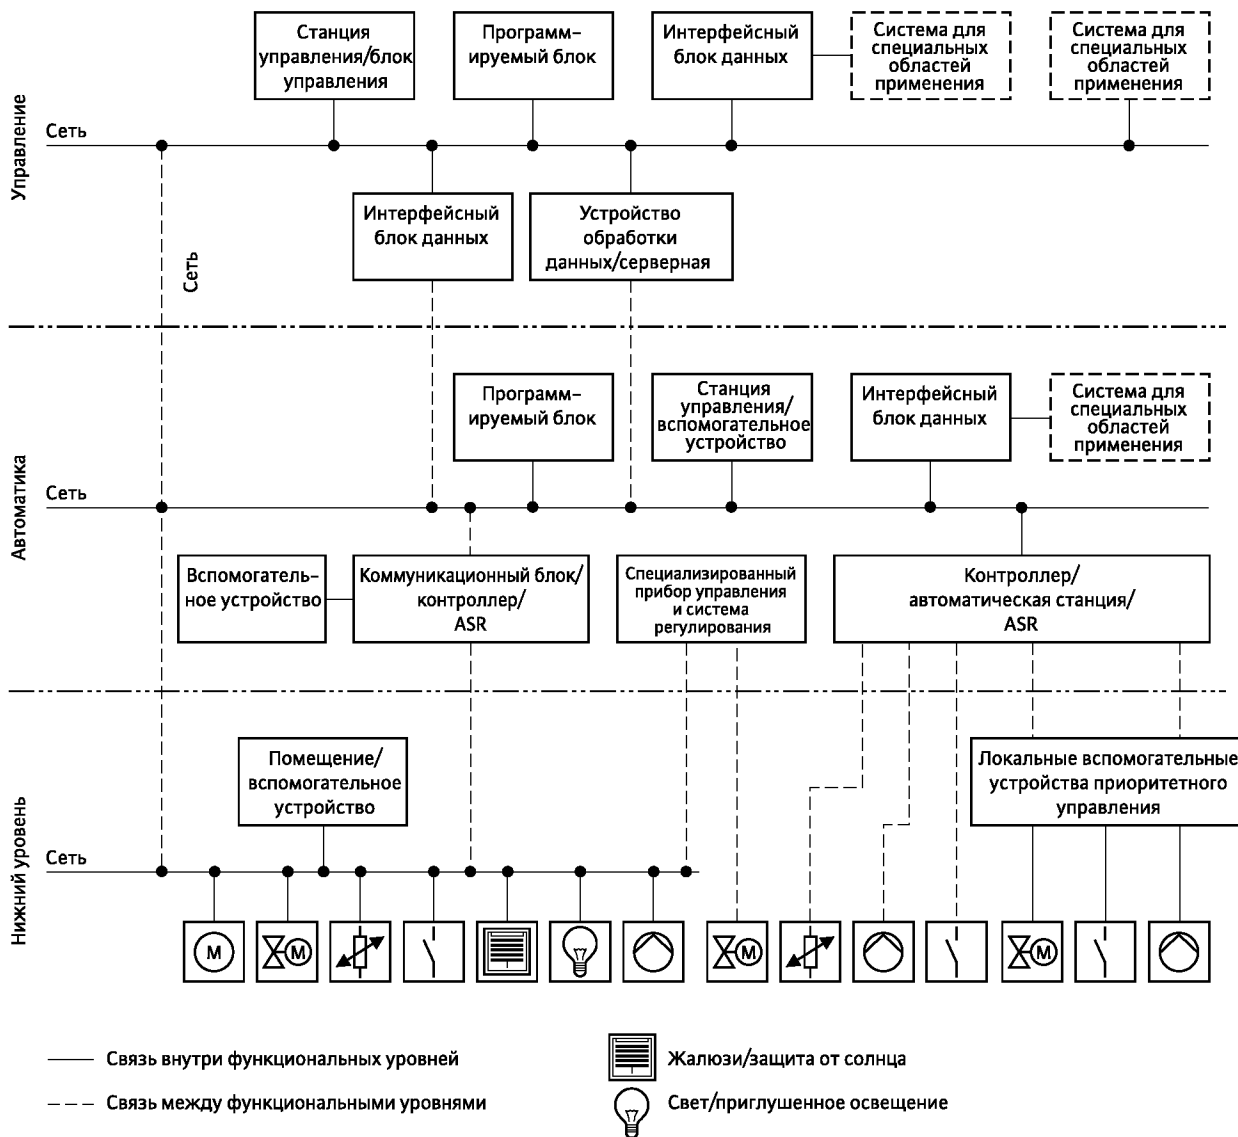 Станция
управления/блок
управления
Программ-
ируемый блок
Интерфейсный
блок данных
Система для
специальных
областей
применения
Система для
специальных
областей
применения
Управление
Сеть
Интерфейсный
блок данных
Устройство
обработки
данных/серверная
Сеть
Программ-
ируемый блок
Станция
управления/
вспомогательное
устройство
Интерфейсный
блок данных
Система для
специальных
областей
применения
Автоматика
Сеть
Вспомогатель-
ное устройство
Коммуникационный блок/
контроллер/
ASR
Специализированный
прибор управления
и система
регулирования
Контроллер/
автоматическая станция/
ASR
Помещение/
вспомогательное
устройство
Локальные вспомогательные
устройства приоритетного
управления
Нижний уровень
Сеть
M
M
M
M
Связь внутри функциональных уровней
Жалюзи/защита от солнца
Связь между функциональными уровнями
Свет/приглушенное освещение